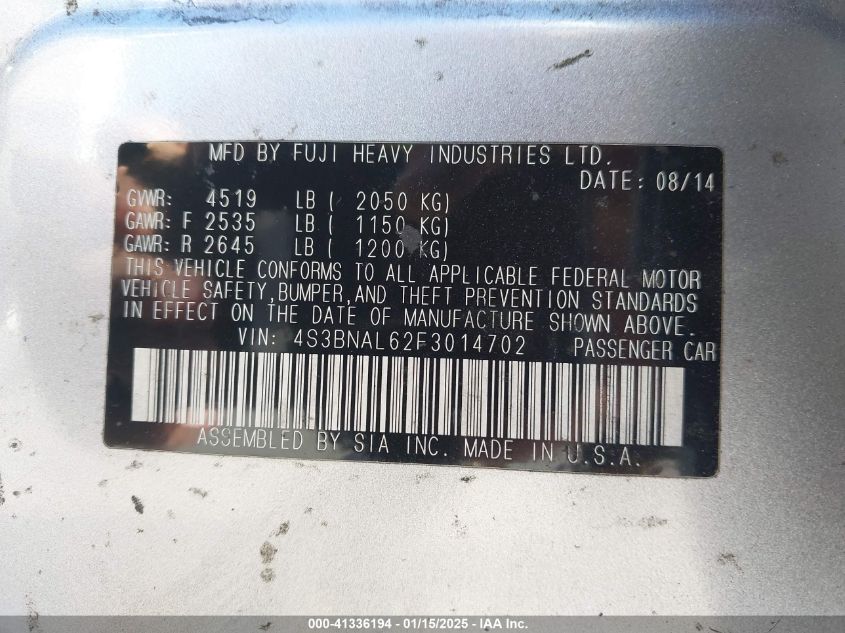 MFD BY FUJI HEAVY INDUSTRIES LTD.
DATE: 08/14
GVWR: 4519 LB ( 2050 KG)
GAWR: F 2535 LB ( 1150 KG)
GAWR: R 2645 LB ( 1200 KG)
THIS VEHICLE CONFORMS TO ALL APPLICABLE FEDERAL MOTOR
VEHICLE SAFETY,BUMPER,AND THEFT PREVENTION STANDARDS
IN EFFECT ON THE DATE OF MANUFACTURE SHOWN ABOVE.
VIN: 4S3BNAL62F3014702 PASSENGER CAR
ASSEMBLED BY SIA INC. MADE IN U.S.A.
000-41336194 - 01/15/2025 - IAA Inc.